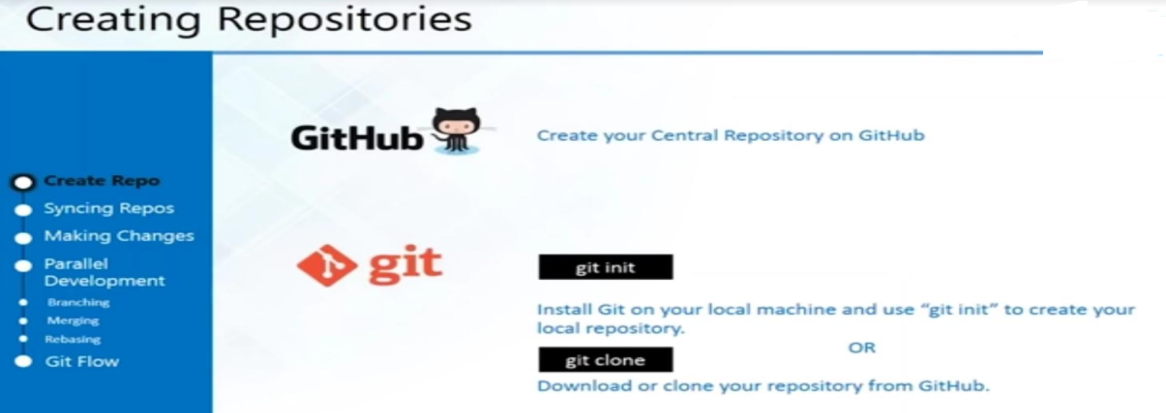 Creating Repositories
GitHub
Create your Central Repository on GitHub
Create Repo
Syncing Repos
Making Changes
Parallel
Development
Branching
Merging
Rebasing
Git Flow
git
git init
Install Git on your local machine and use “git init” to create your
local repository.
OR
git clone
Download or clone your repository from GitHub.